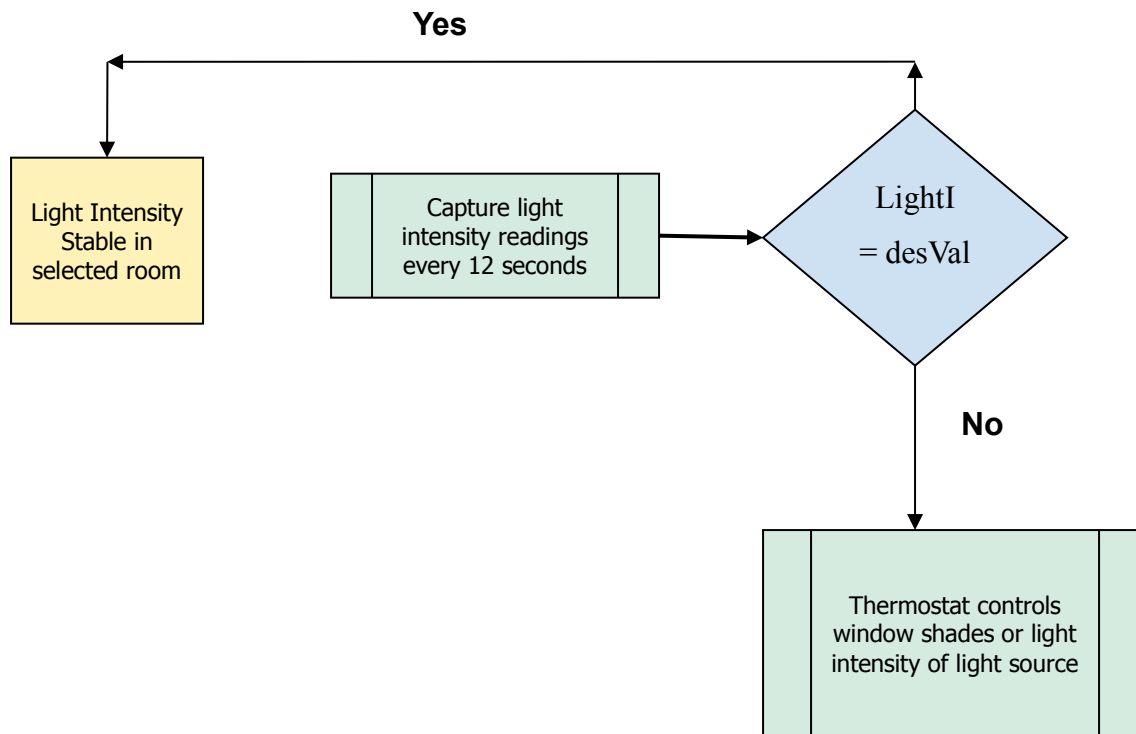 Yes
Light Intensity
Stable in
selected room
Capture light
intensity readings
every 12 seconds
LightI
= desVal
No
Thermostat controls
window shades or light
intensity of light source